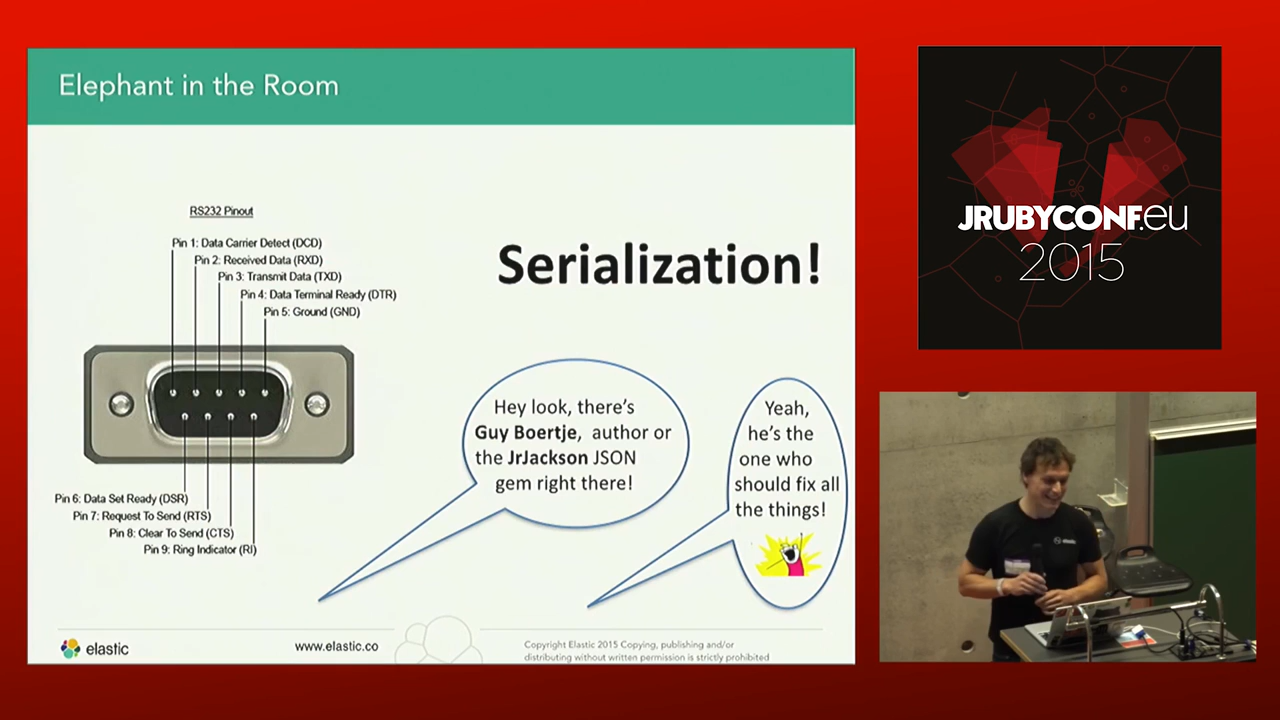 Elephant in the Room
RS232 Pinout
Pin 1: Data Carrier Detect (DCD)
Pin 2: Received Data (RXD)
Pin 3: Transmit Data (TXD)
Pin 4: Data Terminal Ready (DTR)
Pin 5: Ground (GND)
Pin 6: Data Set Ready (DSR)
Pin 7: Request To Send (RTS)
Pin 8: Clear To Send (CTS)
Pin 9: Ring Indicator (RI)
Serialization!
Hey look, there's
Guy Boertje, author or
the JrJackson JSON
gem right there!
Yeah,
he's the
one who
should fix all
the things!
elastic
www.elastic.co
Copyright Elastic 2015 Copying, publishing and/or
distributing without written permission is strictly prohibited
JRUBYCONF.eu
2015